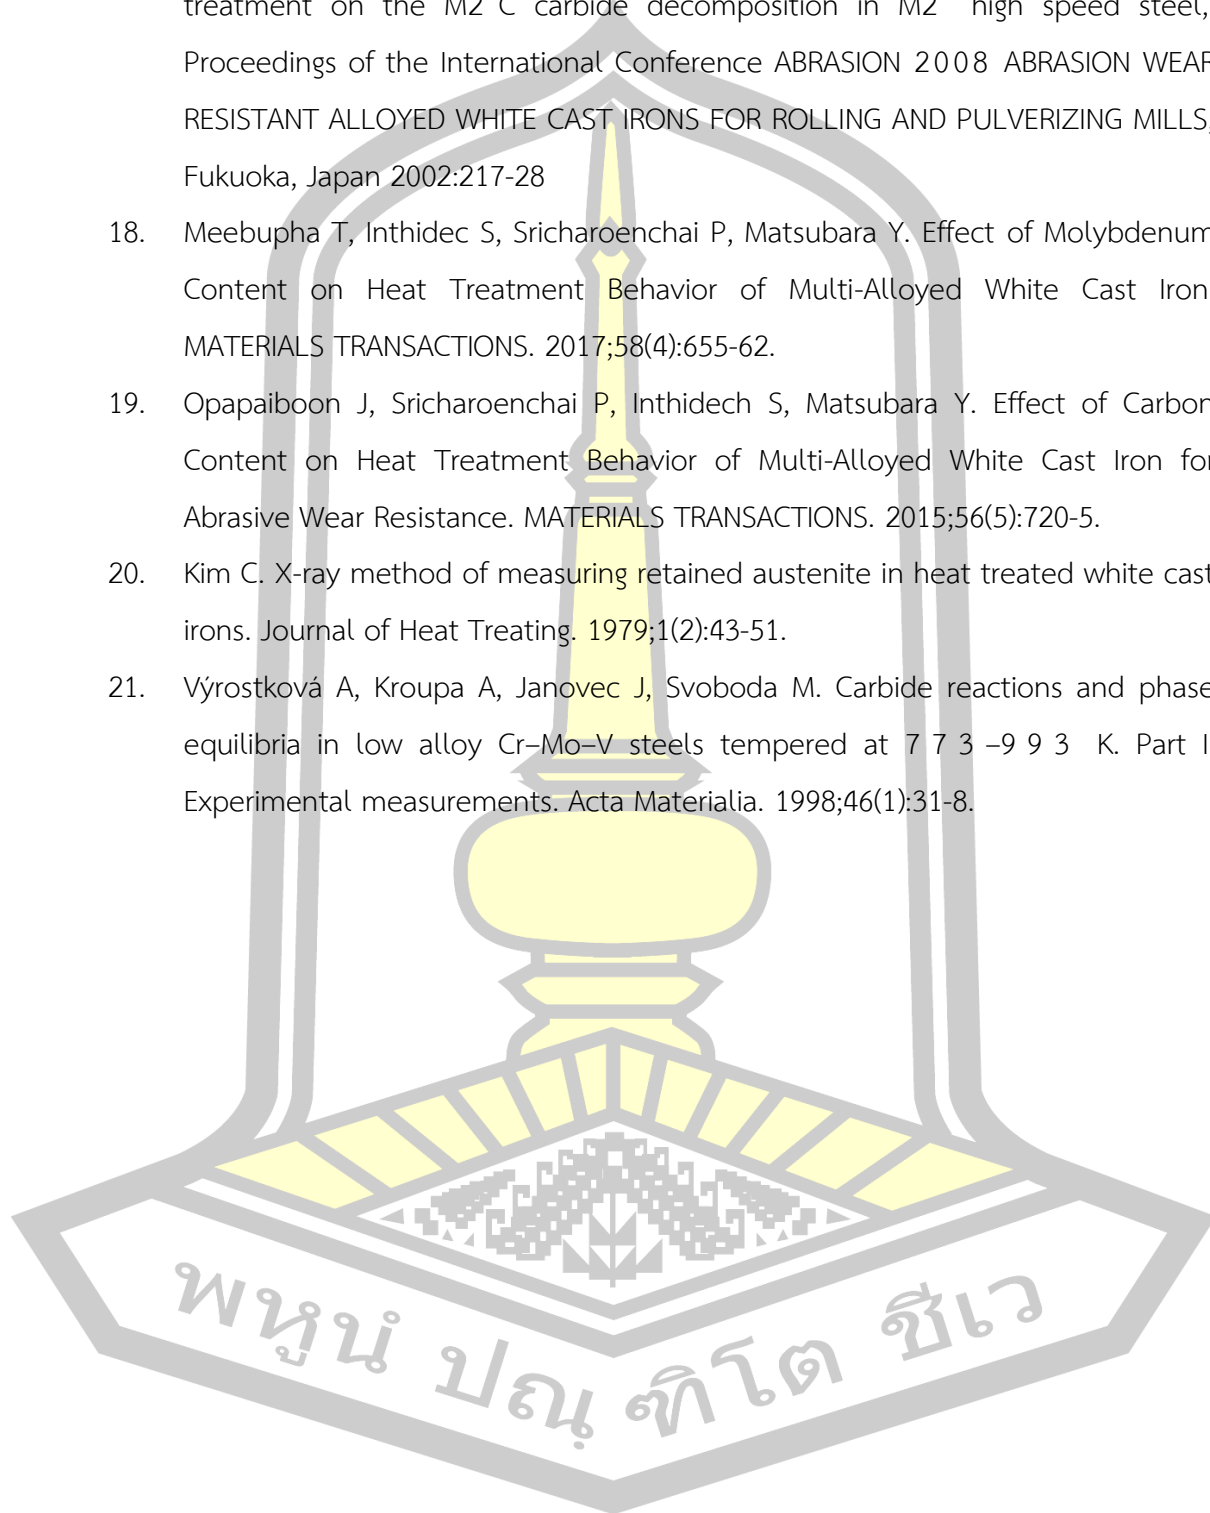 treatment on the M2 C carbide decomposition in M2 high speed steel,
Proceedings of the International Conference ABRASION 2008 ABRASION WEAR
RESISTANT ALLOYED WHITE CAST IRONS FOR ROLLING AND PULVERIZING MILLS,
Fukuoka, Japan 2002:217-28
18. Meebupha T, Inthidec S, Sricharoenchai P, Matsubara Y. Effect of Molybdenum
Content on Heat Treatment Behavior of Multi-Alloyed White Cast Iron
MATERIALS TRANSACTIONS. 2017;58(4):655-62.
19. Opapaiboon J, Sricharoenchai P, Inthidech S, Matsubara Y. Effect of Carbon
Content on Heat Treatment Behavior of Multi-Alloyed White Cast Iron for
Abrasive Wear Resistance. MATERIALS TRANSACTIONS. 2015;56(5):720-5.
20. Kim C. X-ray method of measuring retained austenite in heat treated white cast
irons. Journal of Heat Treating. 1979;1(2):43-51.
21. Výrostková A, Kroupa A, Janovec J, Svoboda M. Carbide reactions and phase
equilibria in low alloy Cr–Mo–V steels tempered at 7 7 3 –9 9 3 K. Part I
Experimental measurements. Acta Materialia. 1998;46(1):31-8.
พหูนํ ปณฺฑิโต ชีเว